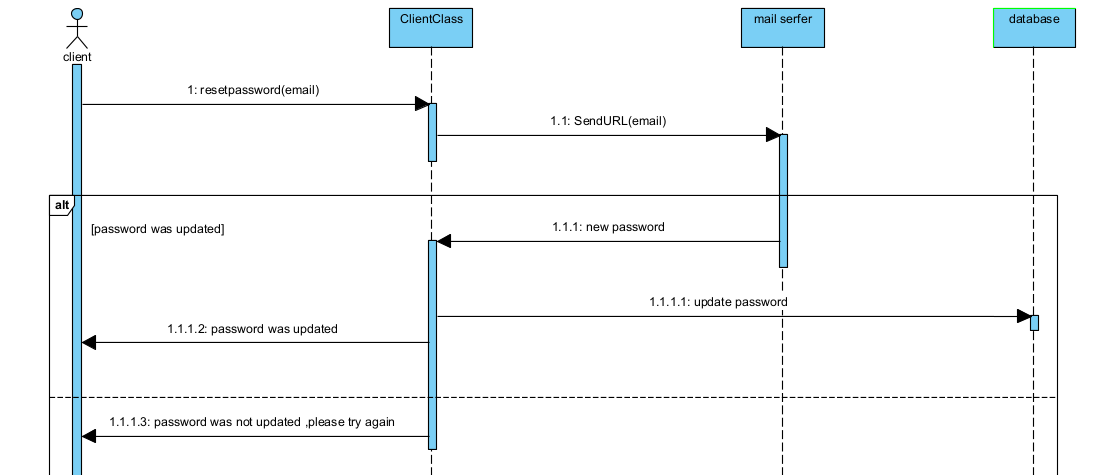 client
ClientClass
mail serfer
database
1: resetpassword(email)
1.1: SendURL(email)
alt
[password was updated]
1.1.1: new password
1.1.1.1: update password
1.1.1.2: password was updated
1.1.1.3: password was not updated ,please try again